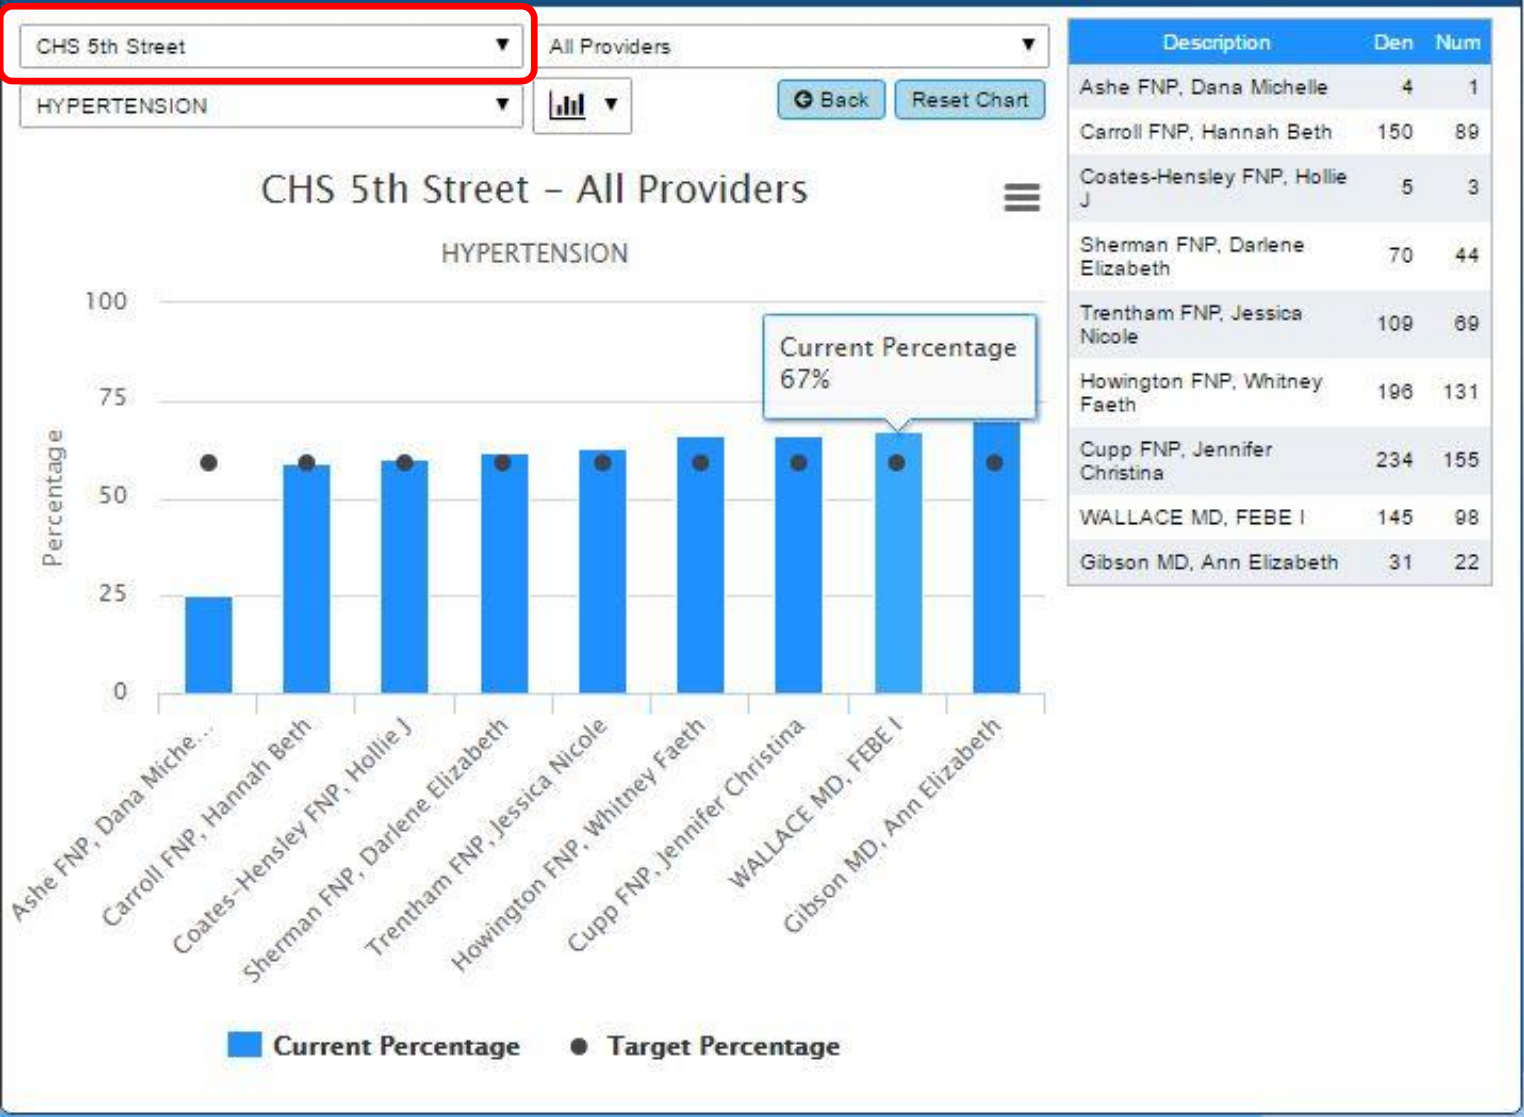 CHS 5th Street
All Providers
HYPERTENSION
Back
Reset Chart
CHS 5th Street – All Providers
HYPERTENSION
100
75
50
25
0
Percentage
Current Percentage
67%
Ashe FNP, Dana Miche...
Carroll FNP, Hannah Beth
Coates-Hensley FNP, Hollie J
Sherman FNP, Darlene Elizabeth
Trentham FNP, Jessica Nicole
Howington FNP, Whitney Faeth
Cupp FNP, Jennifer Christina
WALLACE MD, FEBE I
Gibson MD, Ann Elizabeth
Current Percentage
Target Percentage
Description Den Num
Ashe FNP, Dana Michelle 4 1
Carroll FNP, Hannah Beth 150 89
Coates-Hensley FNP, Hollie
J 5 3
Sherman FNP, Darlene
Elizabeth 70 44
Trentham FNP, Jessica
Nicole 109 69
Howington FNP, Whitney
Faeth 196 131
Cupp FNP, Jennifer
Christina 234 155
WALLACE MD, FEBE I 145 98
Gibson MD, Ann Elizabeth 31 22